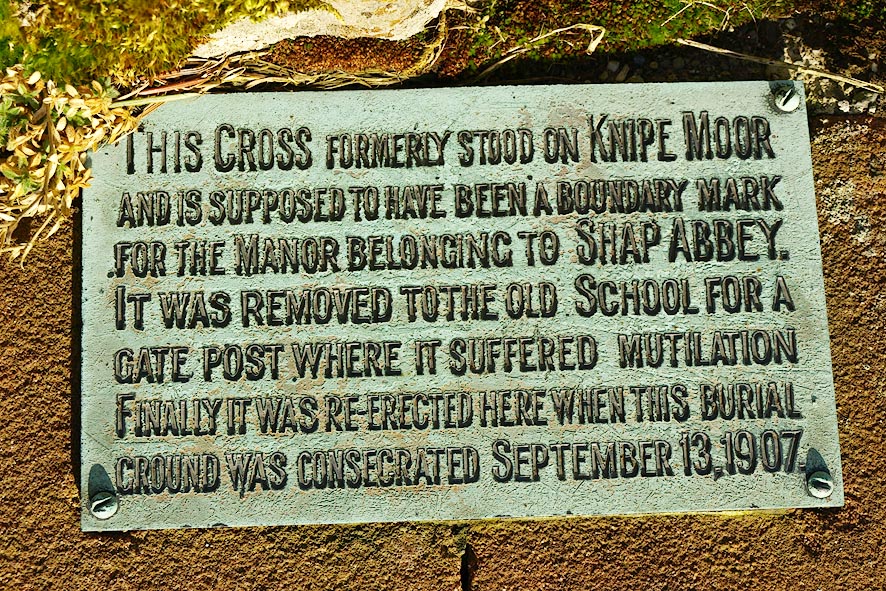 THIS CROSS FORMERLY STOOD ON KNIPE MOOR
AND IS SUPPOSED TO HAVE BEEN A BOUNDARY MARK
FOR THE MANOR BELONGING TO SHAP ABBEY.
IT WAS REMOVED TO THE OLD SCHOOL FOR A
GATE POST WHERE IT SUFFERED MUTILATION
FINALLY IT WAS RE-ERECTED HERE WHEN THIS BURIAL
GROUND WAS CONSECRATED SEPTEMBER 13, 1907.